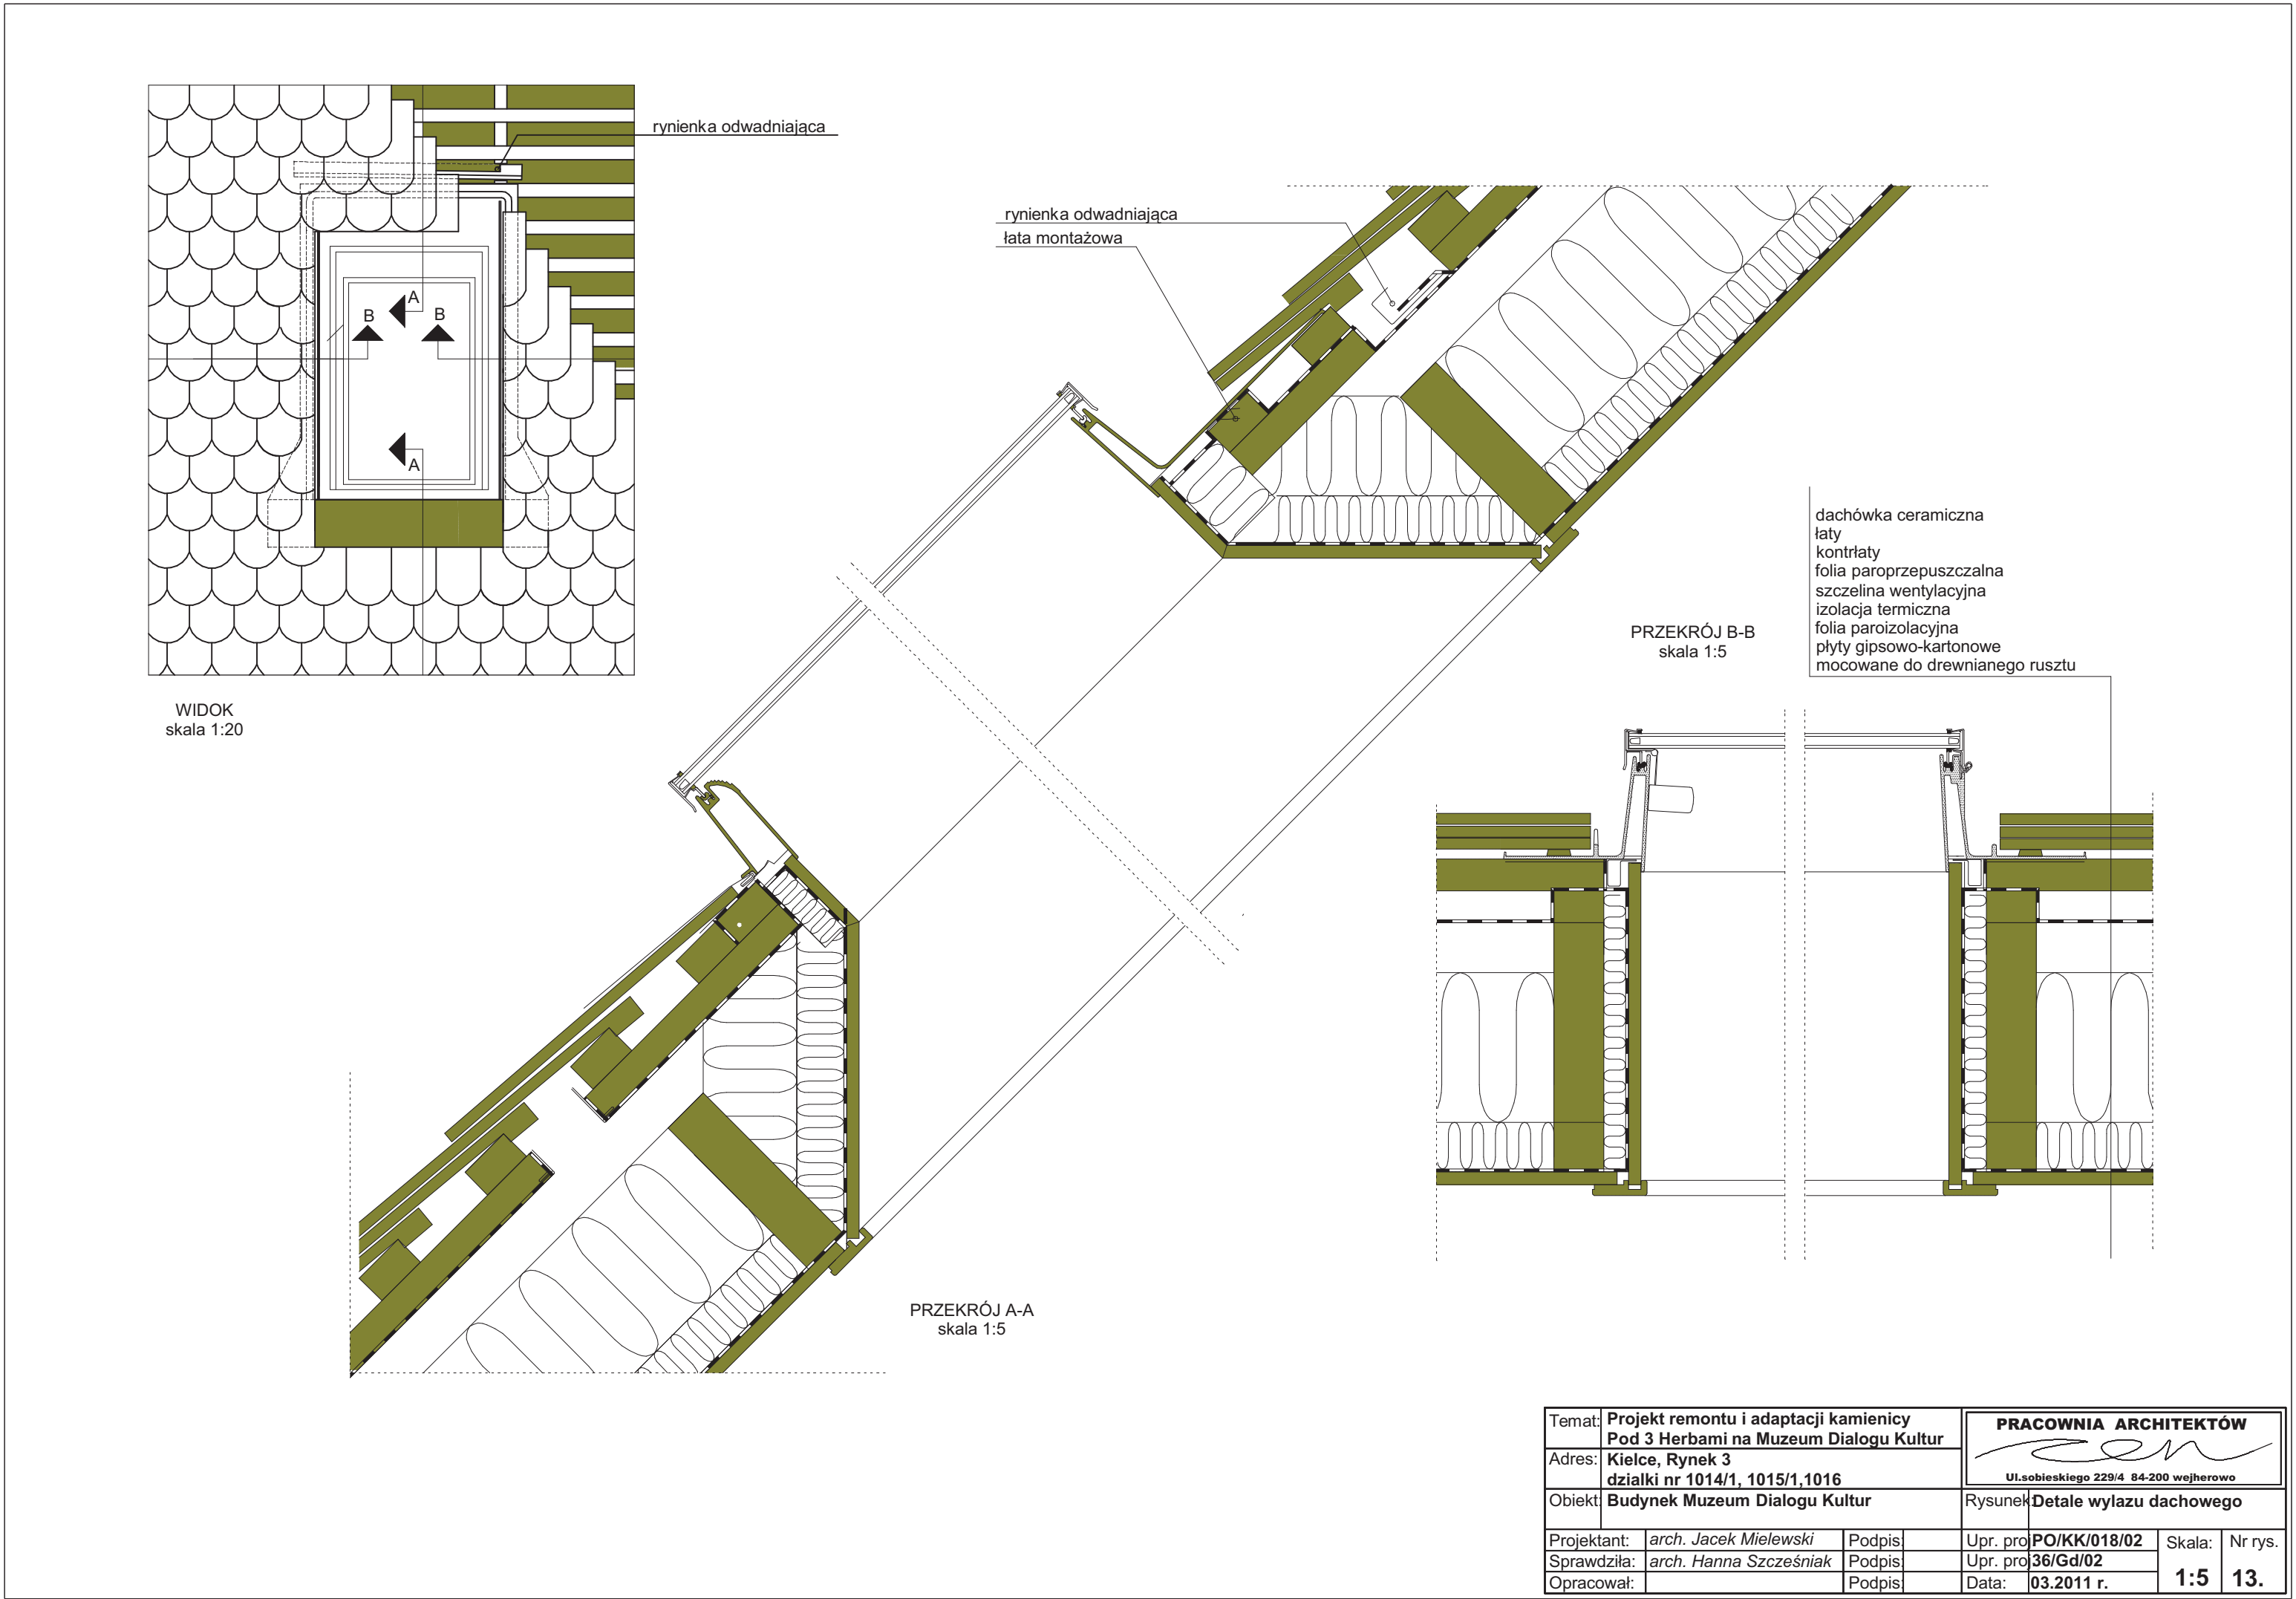 rynienka odwadniająca
A
B
B
A
WIDOK
skala 1:20
rynienka odwadniająca
łata montażowa
PRZEKRÓJ B-B
skala 1:5
dachówka ceramiczna
łaty
kontrłaty
folia paroprzepuszczalna
szczelina wentylacyjna
izolacja termiczna
folia paroizolacyjna
płyty gipsowo-kartonowe
mocowane do drewnianego rusztu
PRZEKRÓJ A-A
skala 1:5
Temat: Projekt remontu i adaptacji kamienicy
Pod 3 Herbami na Muzeum Dialogu Kultur
Adres: Kielce, Rynek 3
dzialki nr 1014/1, 1015/1,1016
PRACOWNIA ARCHITEKTÓW
cen
Ul.sobieskiego 229/4 84-200 wejherowo
Obiekt: Budynek Muzeum Dialogu Kultur
Rysunek: Detale wylazu dachowego
Projektant: arch. Jacek Mielewski Podpis: Upr. proj PO/KK/018/02
Sprawdziła: arch. Hanna Szcześniak Podpis: Upr. proj 36/Gd/02
Opracował: Podpis: Data: 03.2011 r.
Skala: Nr rys.
1:5 13.